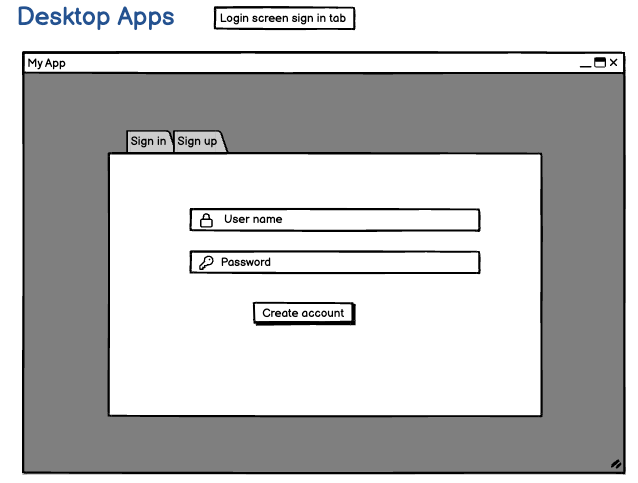 Desktop Apps
Login screen sign in tab
My App
Sign in
Sign up
User name
Password
Create account